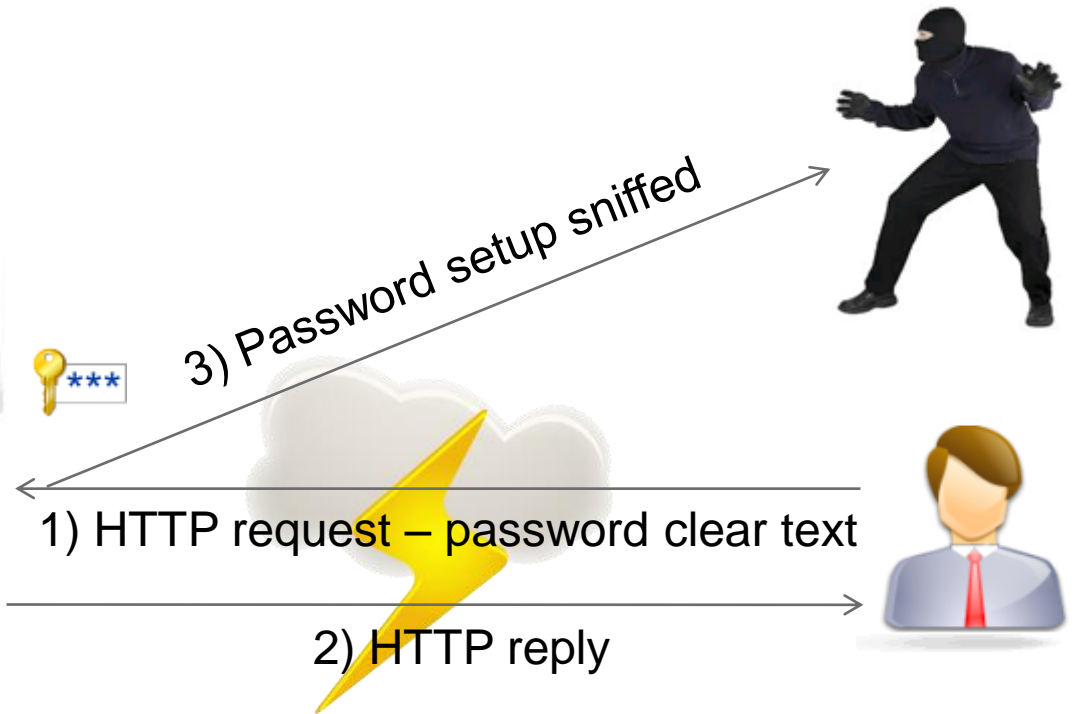 3) Password setup sniffed
***
1) HTTP request – password clear text
2) HTTP reply